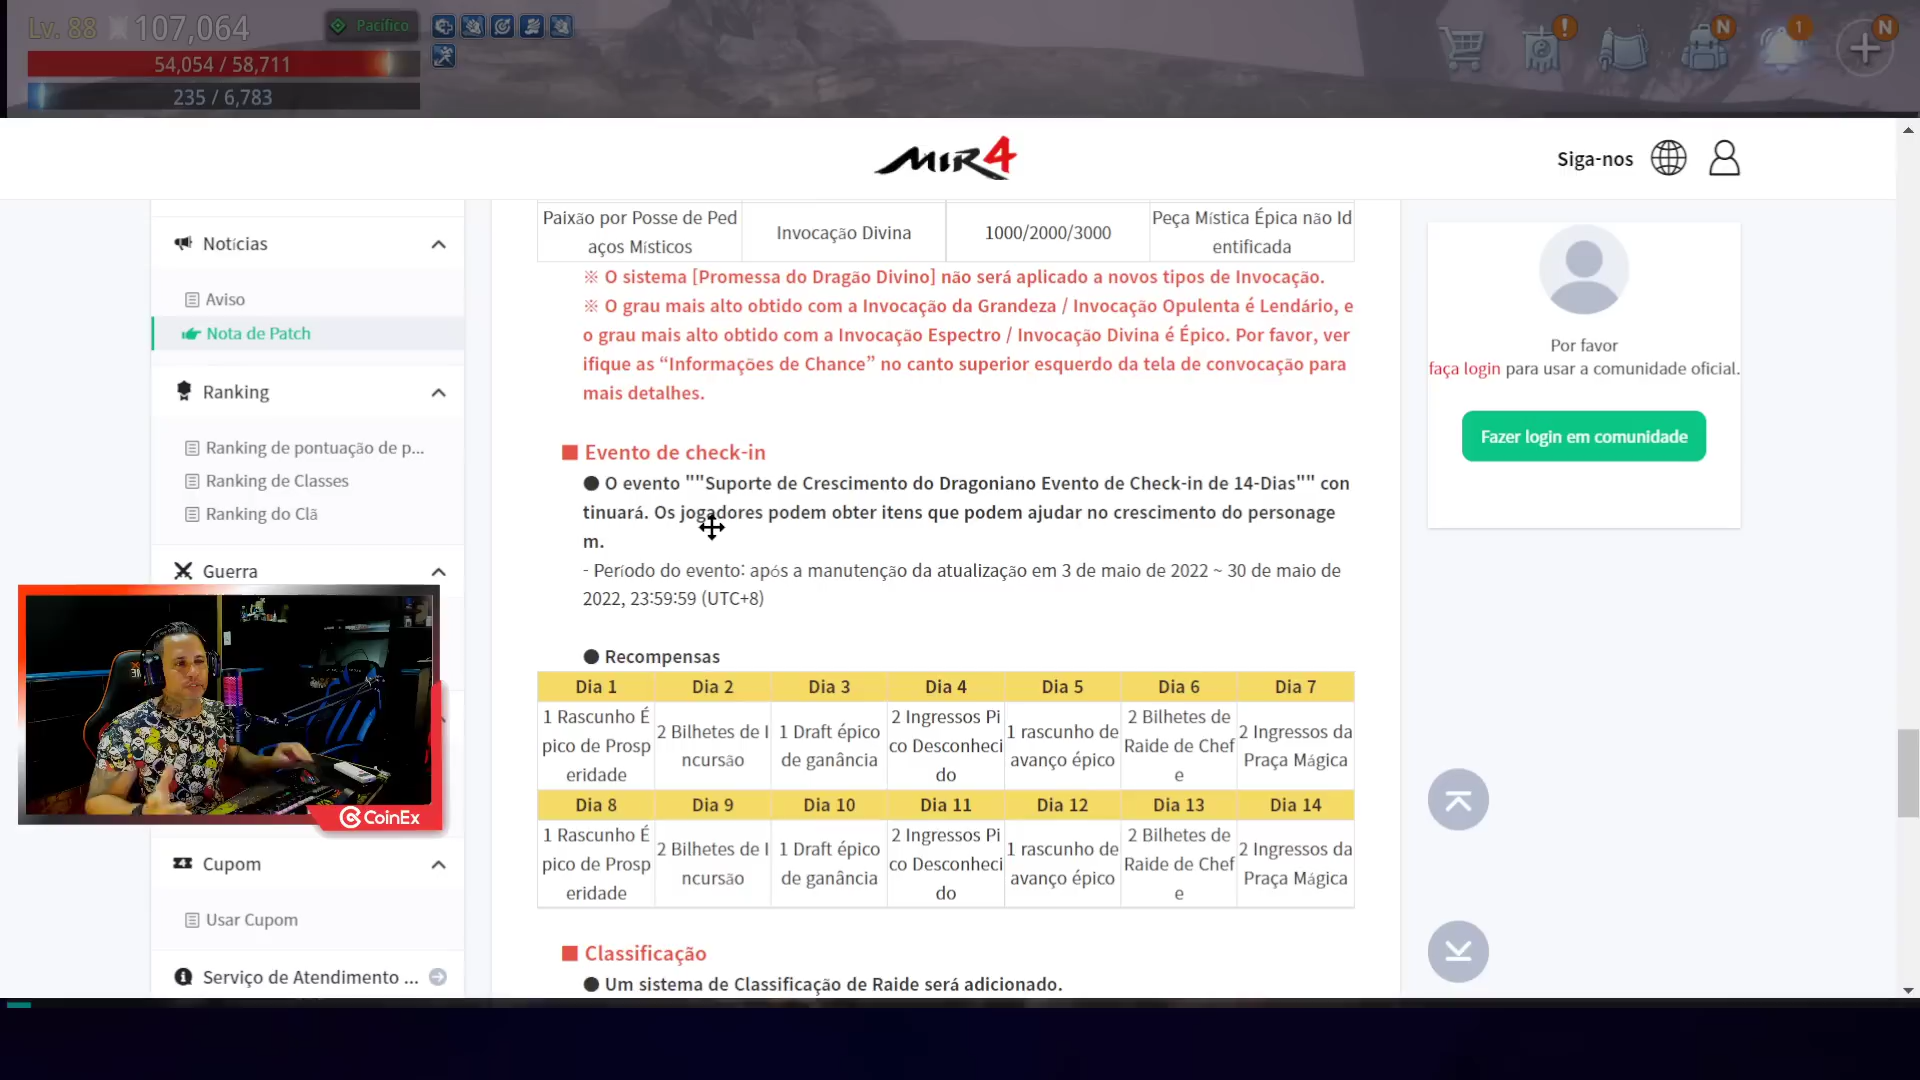 Lv. 88 107,064
Pacífico
54,054 / 58,711
235 / 6,783
! N 1 N
MIR4
Siga-nos
Notícias
Aviso
Nota de Patch
Ranking
Ranking de pontuação de p...
Ranking de Classes
Ranking do Clã
Guerra
CoinEx
Cupom
Usar Cupom
Serviço de Atendimento ...
Paixão por Posse de Ped
aços Místicos
Invocação Divina
1000/2000/3000
Peça Mística Épica não Id
entificada
※ O sistema [Promessa do Dragão Divino] não será aplicado a novos tipos de Invocação.
※ O grau mais alto obtido com a Invocação da Grandeza / Invocação Opulenta é Lendário, e
o grau mais alto obtido com a Invocação Espectro / Invocação Divina é Épico. Por favor, ver
ifique as “Informações de Chance” no canto superior esquerdo da tela de convocação para
mais detalhes.
■ Evento de check-in
● O evento ""Suporte de Crescimento do Dragoniano Evento de Check-in de 14-Dias"" con
tinuará. Os jogadores podem obter itens que podem ajudar no crescimento do personage
m.
- Período do evento: após a manutenção da atualização em 3 de maio de 2022 ~ 30 de maio de
2022, 23:59:59 (UTC+8)
● Recompensas
Dia 1 Dia 2 Dia 3 Dia 4 Dia 5 Dia 6 Dia 7
1 Rascunho É
pico de Prosp
eridade
2 Bilhetes de I
ncursão
1 Draft épico
de ganância
2 Ingressos Pi
co Desconheci
do
1 rascunho de
avanço épico
2 Bilhetes de
Raide de Chef
e
2 Ingressos da
Praça Mágica
Dia 8 Dia 9 Dia 10 Dia 11 Dia 12 Dia 13 Dia 14
1 Rascunho É
pico de Prosp
eridade
2 Bilhetes de I
ncursão
1 Draft épico
de ganância
2 Ingressos Pi
co Desconheci
do
1 rascunho de
avanço épico
2 Bilhetes de
Raide de Chef
e
2 Ingressos da
Praça Mágica
■ Classificação
● Um sistema de Classificação de Raide será adicionado.
Por favor
faça login para usar a comunidade oficial.
Fazer login em comunidade